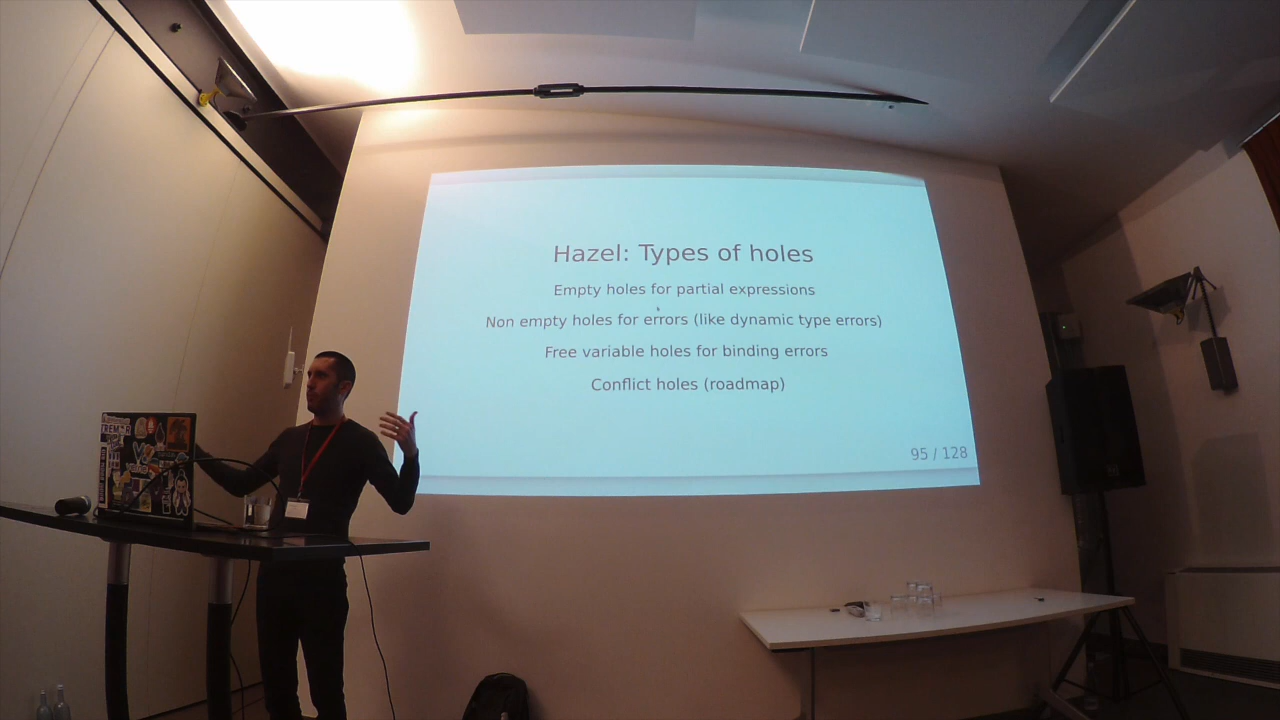 Hazel: Types of holes
Empty holes for partial expressions
Non empty holes for errors (like dynamic type errors)
Free variable holes for binding errors
Conflict holes (roadmap)
95 / 128